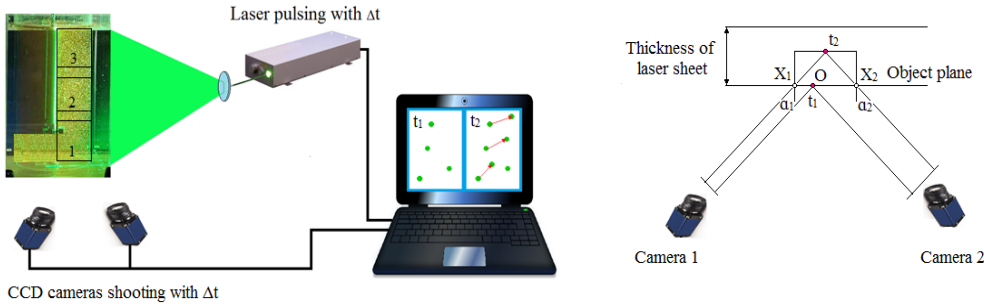 Laser pulsing with Δt
3
2
1
t₁
t₂
CCD cameras shooting with Δt
Thickness of
laser sheet
t₂
X₁
O
X₂
Object plane
α₁
t₁
α₂
Camera 1
Camera 2